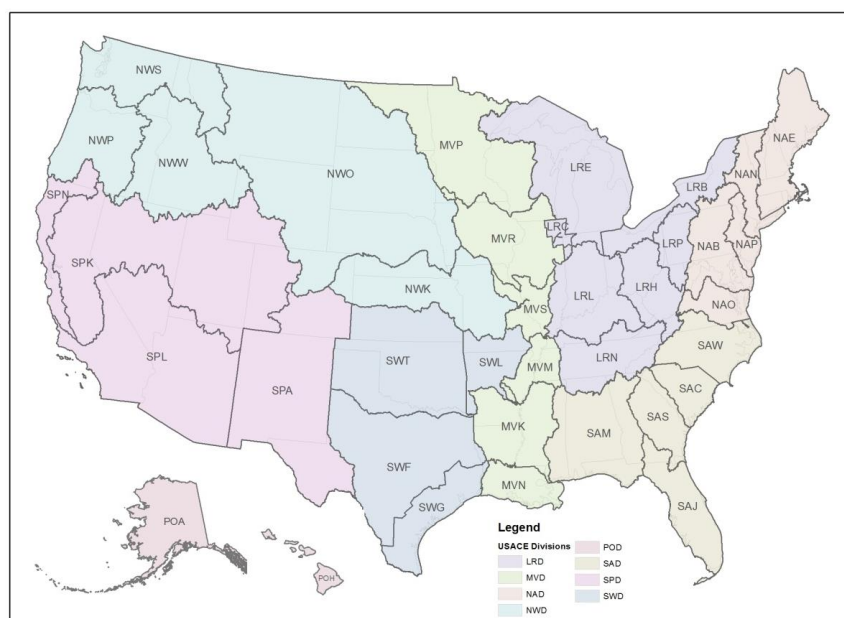 NWS
NWP
NWW
NWO
MVP
LRE
NAE
NAN
LRB
SPN
SPK
MVR
LRC
LRP
NAB
NAP
NWK
LRL
LRH
NAO
MVS
SPL
SPA
SWT
SWL
MVM
LRN
SAW
SAC
SAS
MVK
SAM
SWF
SWG
MVN
SAJ
POA
POH
Legend
USACE Divisions
LRD
MVD
NAD
NWD
POD
SAD
SPD
SWD